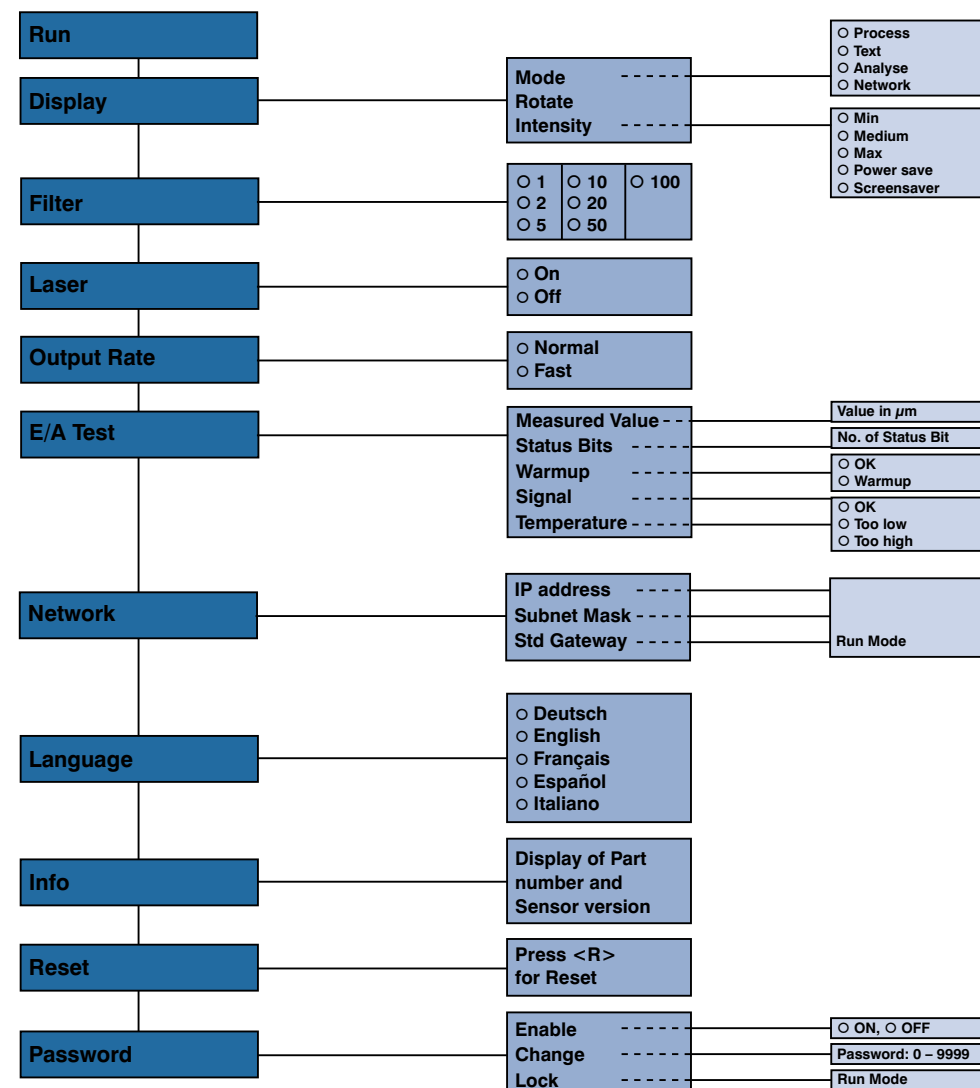 Run
Display
Mode
Rotate
Intensity
Process
Text
Analyse
Network
Min
Medium
Max
Power save
Screensaver
Filter
1 10 100
2 20
5 50
Laser
On
Off
Output Rate
Normal
Fast
E/A Test
Measured Value
Status Bits
Warmup
Signal
Temperature
Value in µm
No. of Status Bit
OK
Warmup
OK
Too low
Too high
Network
IP address
Subnet Mask
Std Gateway
Run Mode
Language
Deutsch
English
Français
Español
Italiano
Info
Display of Part
number and
Sensor version
Reset
Press <R>
for Reset
Password
Enable
Change
Lock
ON, OFF
Password: 0 – 9999
Run Mode